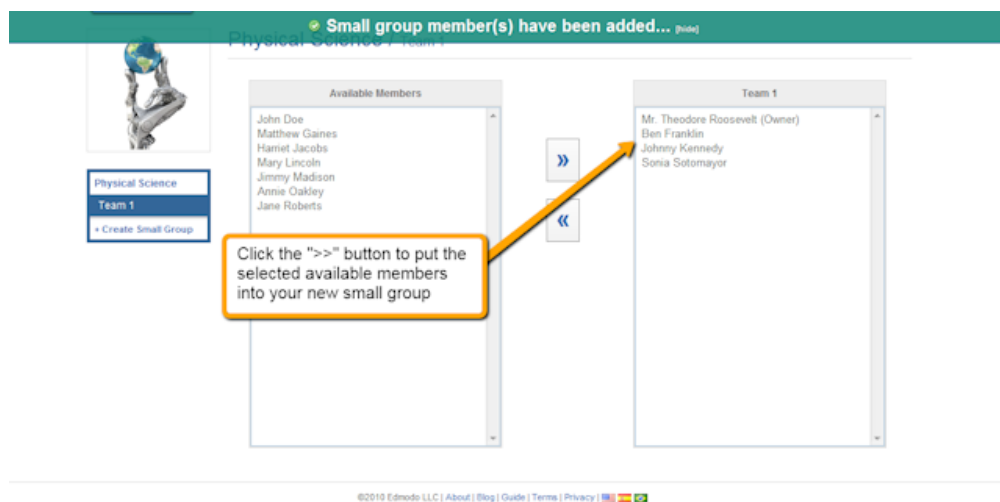 Small group member(s) have been added... [hide]
Physical Science / Team 1
Available Members
John Doe
Matthew Gaines
Harriet Jacobs
Mary Lincoln
Jimmy Madison
Annie Oakley
Jane Roberts
»
«
Team 1
Mr. Theodore Roosevelt (Owner)
Ben Franklin
Johnny Kennedy
Sonia Sotomayor
Physical Science
Team 1
+ Create Small Group
Click the ">>" button to put the
selected available members
into your new small group
©2010 Edmodo LLC | About | Blog | Guide | Terms | Privacy |